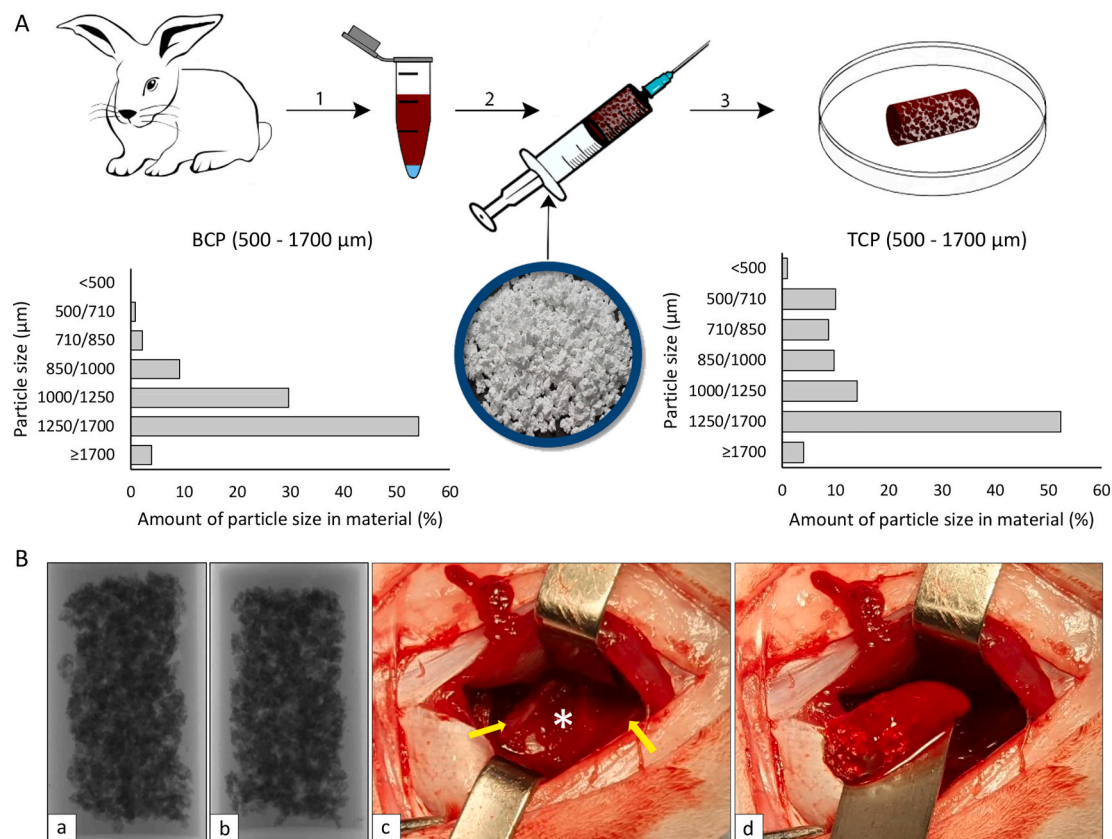 A
1
2
3
BCP (500 - 1700 µm)
Particle size (µm)
<500
500/710
710/850
850/1000
1000/1250
1250/1700
≥1700
0 10 20 30 40 50 60
Amount of particle size in material (%)
TCP (500 - 1700 µm)
Particle size (µm)
<500
500/710
710/850
850/1000
1000/1250
1250/1700
≥1700
0 10 20 30 40 50 60
Amount of particle size in material (%)
B
a
b
*
c
d